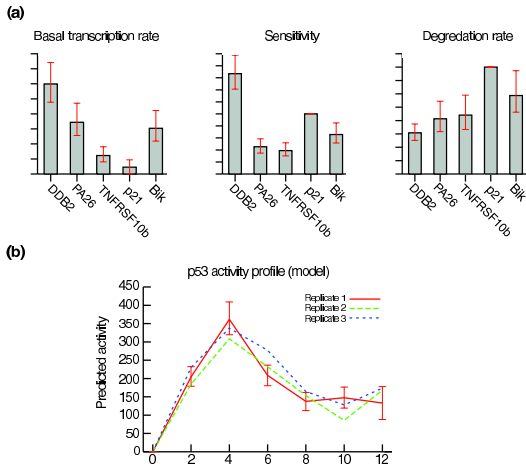 (a)
Basal transcription rate
Sensitivity
Degredation rate
DDB2
PA26
TNFRSF10b
p21
Bik
DDB2
PA26
TNFRSF10b
p21
Bik
DDB2
PA26
TNFRSF10b
p21
Bik
(b)
p53 activity profile (model)
Predicted activity
450
400
350
300
250
200
150
100
50
0
Replicate 1
Replicate 2
Replicate 3
0 2 4 6 8 10 12